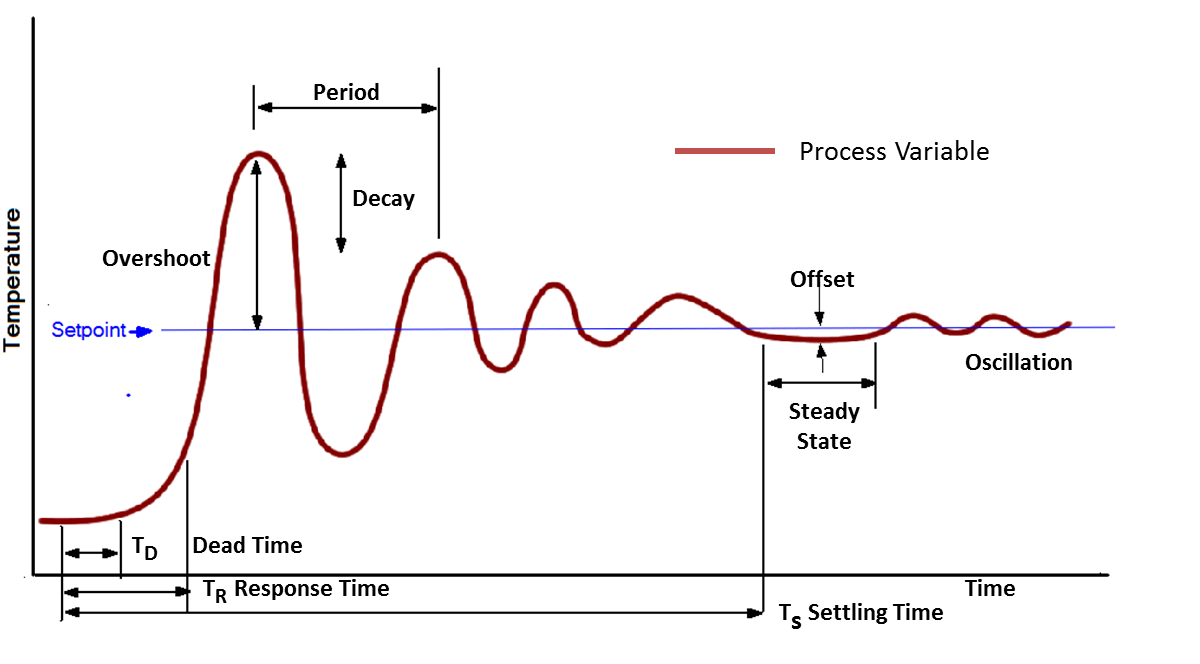 Period
Process Variable
Decay
Overshoot
Offset
Temperature
Setpoint
Oscillation
Steady
State
TD Dead Time
TR Response Time
Time
TS Settling Time